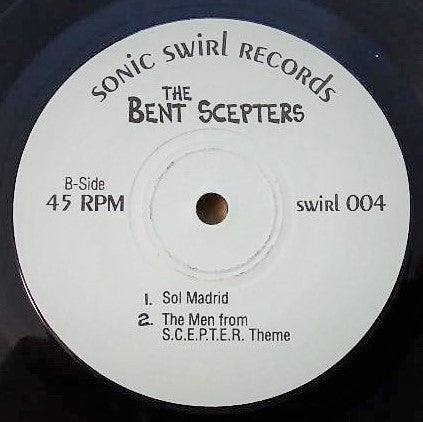 SONIC SWIRL RECORDS
THE
BENT SCEPTERS
B-Side
45 RPM
SWIRL 004
1. Sol Madrid
2. The Men from
S.C.E.P.T.E.R. Theme